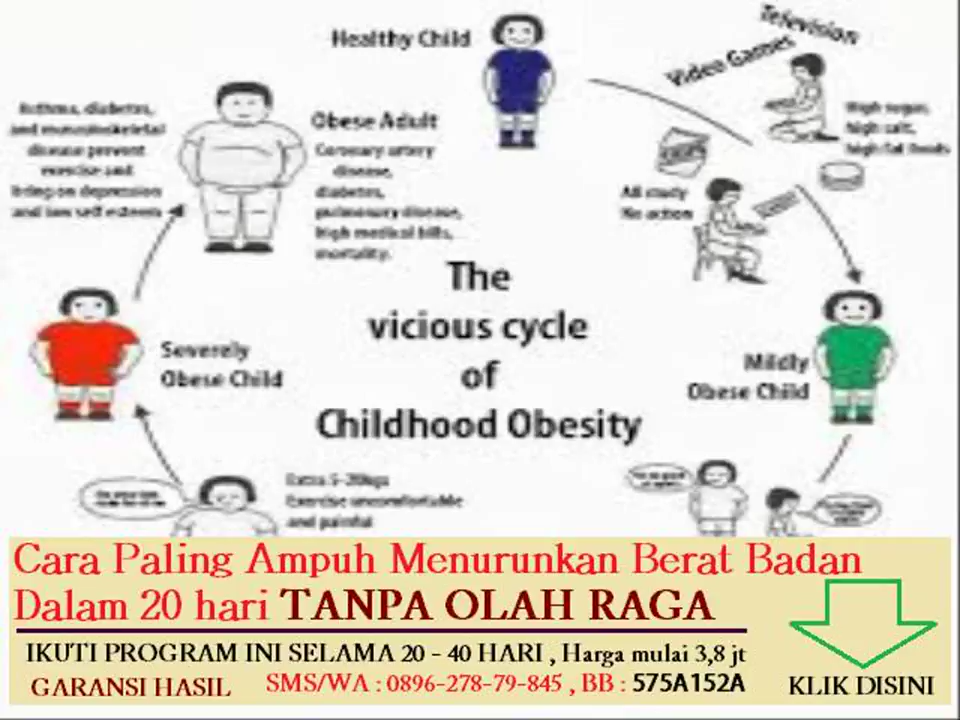 Healthy Child
Television
Video Games
High sugar,
high salt,
high fat foods
All study
No action
Mildly
Obese Child
Extra 5-20kgs
Exercise uncomfortable
and painful
Severely
Obese Child
Asthma, diabetes,
and musculoskeletal
disease prevent
exercise and
bring on depression
and low self esteem
Obese Adult
Coronary artery
disease,
diabetes,
pulmonary disease,
high medical bills,
mortality.
The
vicious cycle
of
Childhood Obesity
Cara Paling Ampuh Menurunkan Berat Badan
Dalam 20 hari TANPA OLAH RAGA
IKUTI PROGRAM INI SELAMA 20 - 40 HARI , Harga mulai 3,8 jt
GARANSI HASIL SMS/WA : 0896-278-79-845 , BB : 575A152A
KLIK DISINI